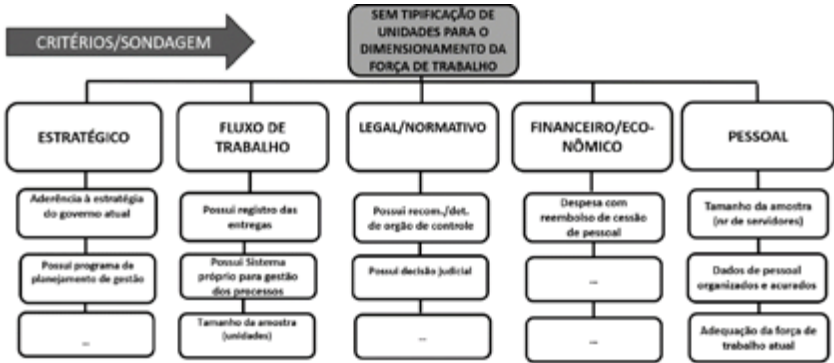 CRITÉRIOS/SONDAGEM
SEM TIPIFICAÇÃO DE
UNIDADES PARA O
DIMENSIONAMENTO DA
FORÇA DE TRABALHO
ESTRATÉGICO
Aderência à estratégia
do governo atual
Possui programa de
planejamento de gestão
...
FLUXO DE
TRABALHO
Possui registro das
entregas
Possui Sistema
próprio para gestão
dos processos
Tamanho da amostra
(unidades)
LEGAL/NORMATIVO
Possui recom./det.
de orgão de controle
Possui decisão judicial
...
FINANCEIRO/ECO-
NÔMICO
Despesa com
reembolso de cessão
de pessoal
...
...
PESSOAL
Tamanho da amostra
(nr de servidores)
Dados de pessoal
organizados e acurados
Adequação da força de
trabalho atual